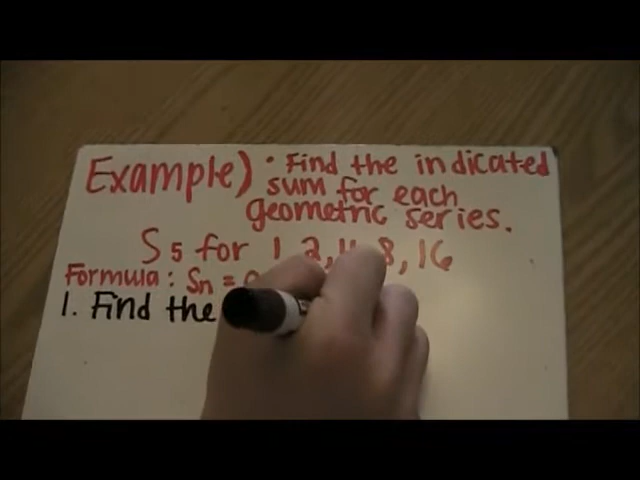 Example) • Find the indicated
sum for each
geometric series.
S5 for 1, 2, 4, 8, 16
Formula: Sn =
1. Find the